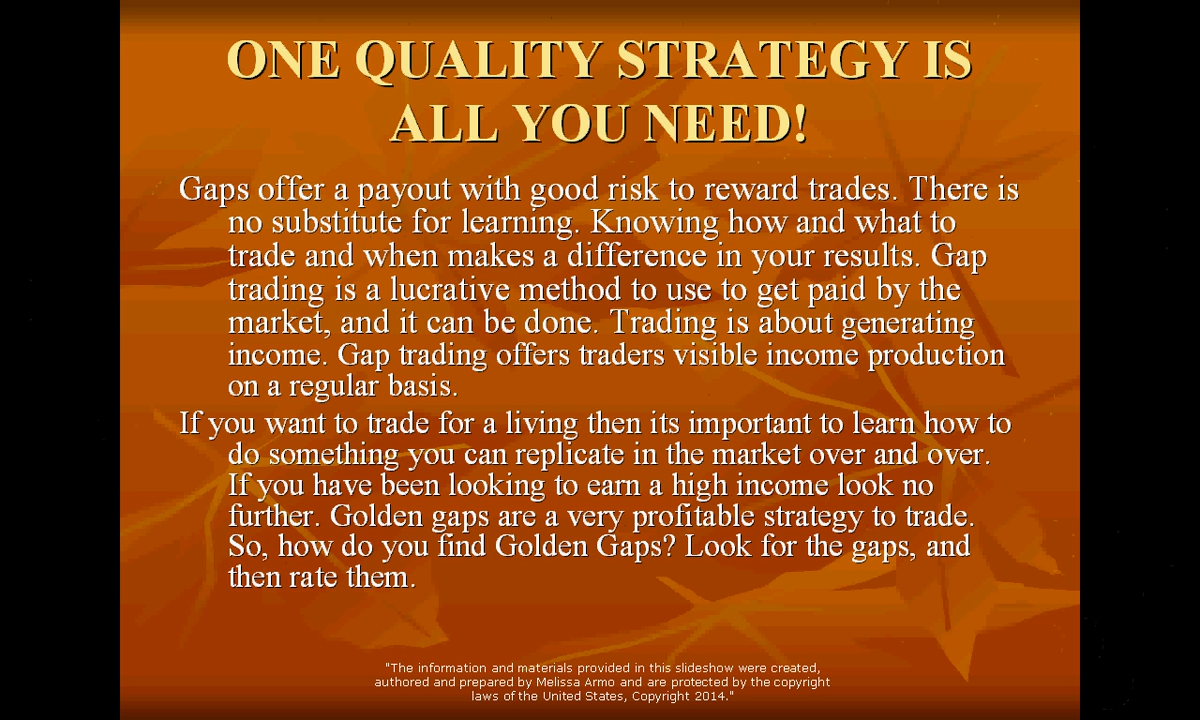 ONE QUALITY STRATEGY IS
ALL YOU NEED!
Gaps offer a payout with good risk to reward trades. There is
no substitute for learning. Knowing how and what to
trade and when makes a difference in your results. Gap
trading is a lucrative method to use to get paid by the
market, and it can be done. Trading is about generating
income. Gap trading offers traders visible income production
on a regular basis.
If you want to trade for a living then its important to learn how to
do something you can replicate in the market over and over.
If you have been looking to earn a high income look no
further. Golden gaps are a very profitable strategy to trade.
So, how do you find Golden Gaps? Look for the gaps, and
then rate them.
"The information and materials provided in this slideshow were created,
authored and prepared by Melissa Armo and are protected by the copyright
laws of the United States, Copyright 2014."